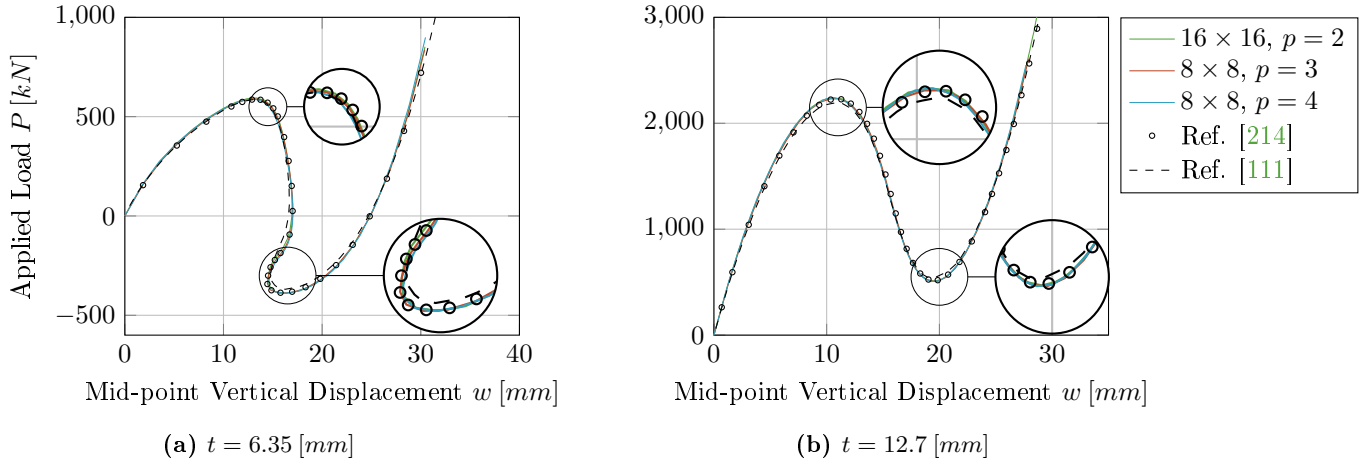 1,000
500
0
−500
0
10
20
30
40
Applied Load P [kN]
Mid-point Vertical Displacement w [mm]
(a) t = 6.35 [mm]
3,000
2,000
1,000
0
0
10
20
30
Mid-point Vertical Displacement w [mm]
(b) t = 12.7 [mm]
16 × 16, p = 2
8 × 8, p = 3
8 × 8, p = 4
Ref. [214]
Ref. [111]